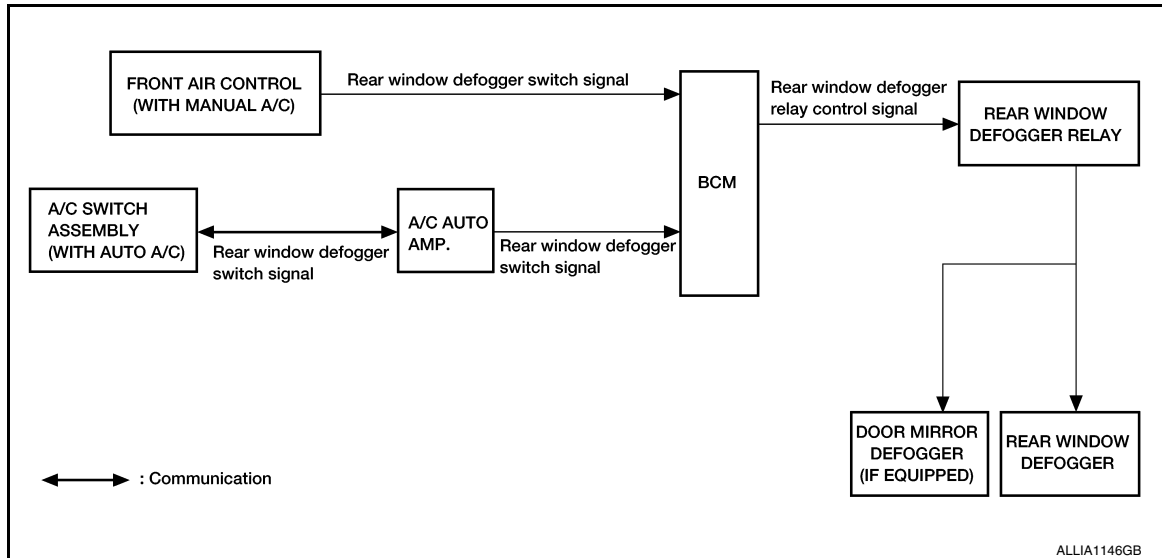 FRONT AIR CONTROL
(WITH MANUAL A/C)
Rear window defogger switch signal
Rear window defogger
relay control signal
REAR WINDOW
DEFOGGER RELAY
BCM
A/C SWITCH
ASSEMBLY
(WITH AUTO A/C)
Rear window defogger
switch signal
A/C AUTO
AMP.
Rear window defogger
switch signal
DOOR MIRROR
DEFOGGER
(IF EQUIPPED)
REAR WINDOW
DEFOGGER
: Communication
ALLIA1146GB